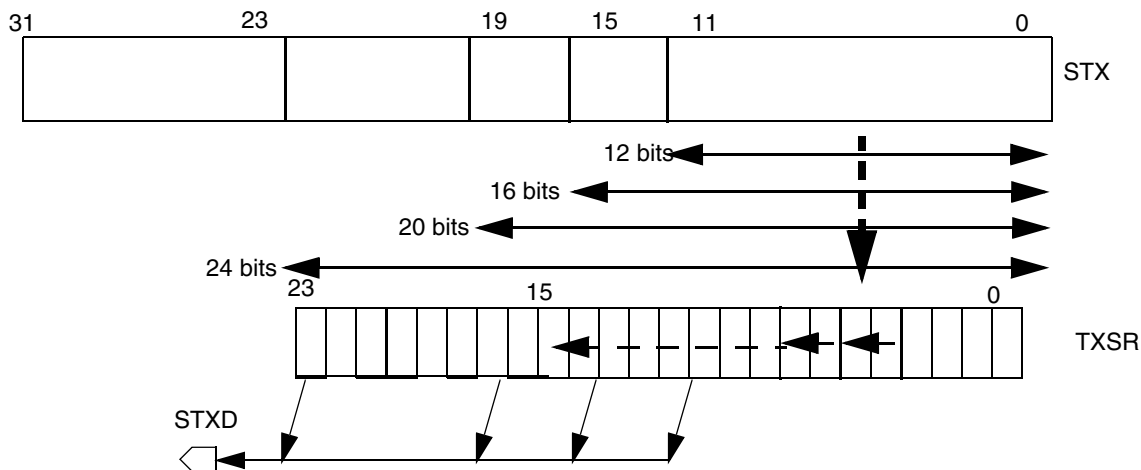 31 23 19 15 11 0
STX
12 bits
16 bits
20 bits
24 bits
23 15 0
TXSR
STXD